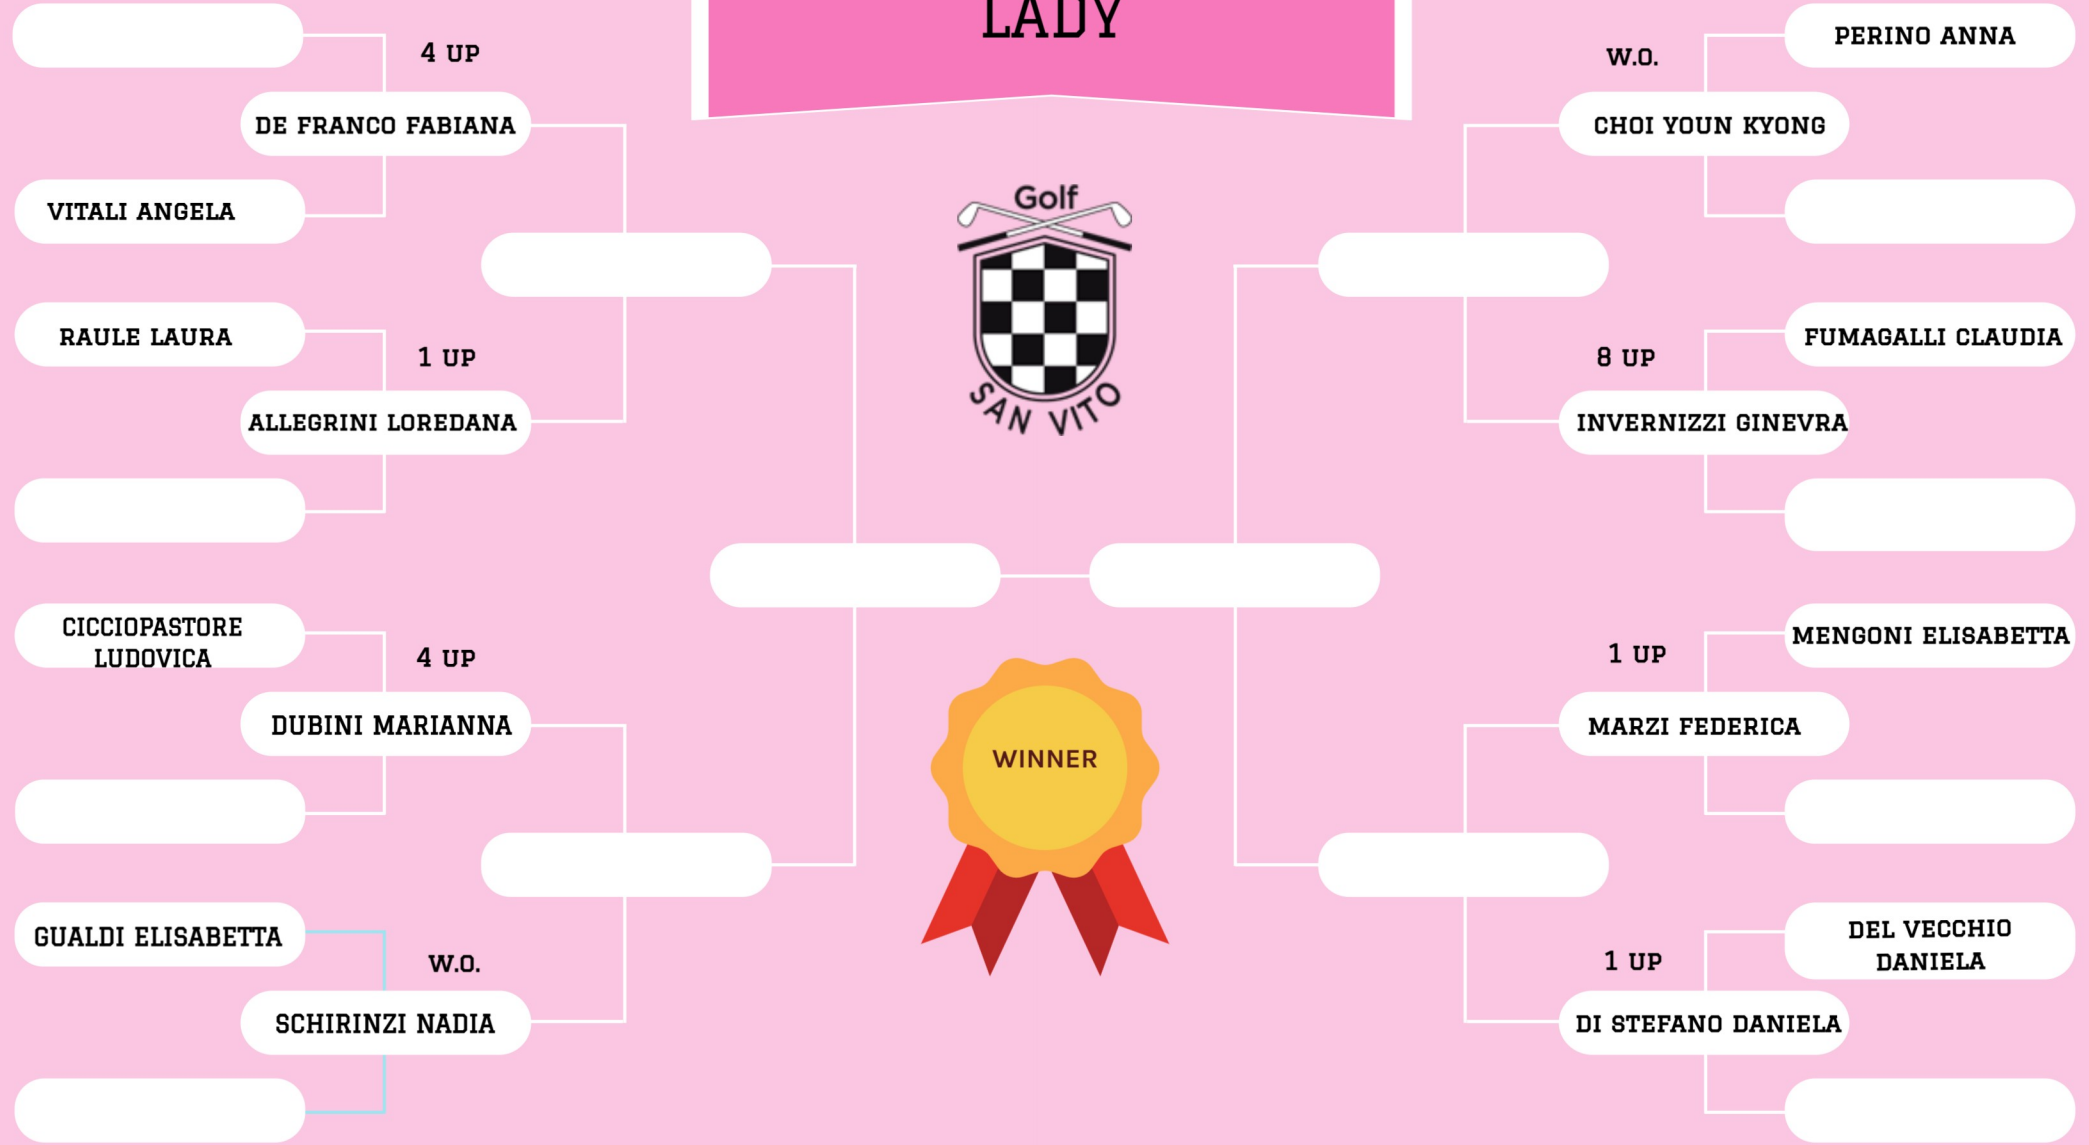 LADY
4 UP
DE FRANCO FABIANA
VITALI ANGELA
RAULE LAURA
1 UP
ALLEGRINI LOREDANA
CICCIOPASTORE
LUDOVICA
4 UP
DUBINI MARIANNA
GUALDI ELISABETTA
W.O.
SCHIRINZI NADIA
Golf
SAN VITO
WINNER
PERINO ANNA
W.O.
CHOI YOUN KYONG
FUMAGALLI CLAUDIA
8 UP
INVERNIZZI GINEVRA
MENGONI ELISABETTA
1 UP
MARZI FEDERICA
DEL VECCHIO
DANIELA
1 UP
DI STEFANO DANIELA